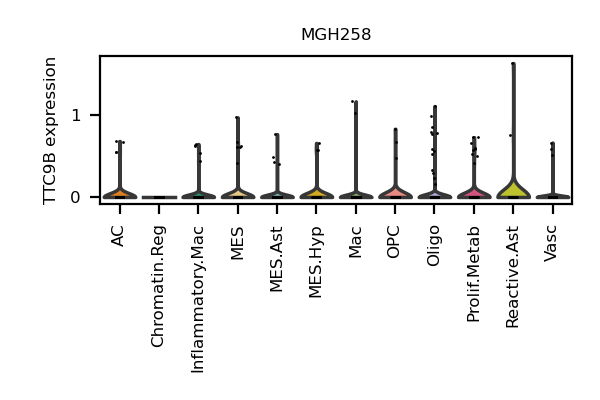 MGH258
TTC9B expression
1
0
AC
Chromatin.Reg
Inflammatory.Mac
MES
MES.Ast
MES.Hyp
Mac
OPC
Oligo
Prolif.Metab
Reactive.Ast
Vasc